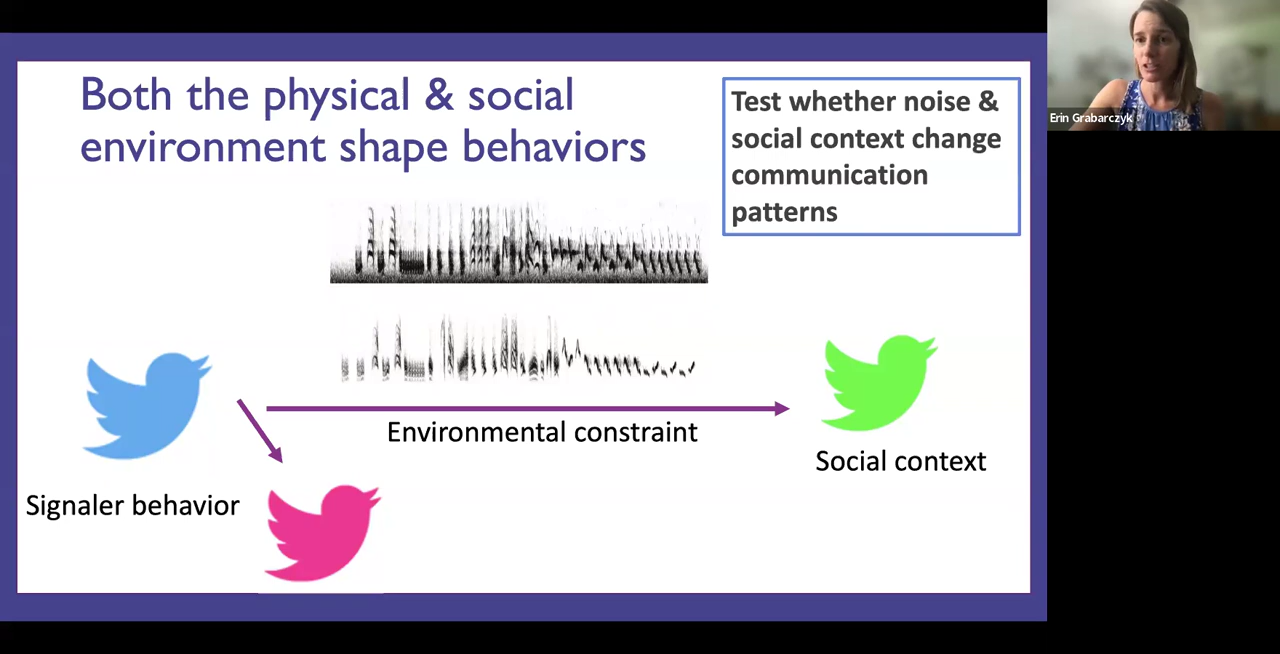 Both the physical & social
environment shape behaviors
Test whether noise &
social context change
communication
patterns
Erin Grabarczyk
Environmental constraint
Social context
Signaler behavior